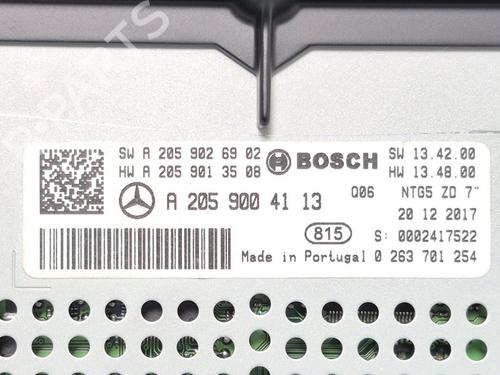 SW A 205 902 69 02 BOSCH SW 13.42.00
HW A 205 901 35 08 HW 13.48.00
A 205 900 41 13 Q06 NTG5 ZD 7"
20 12 2017
815 S: 0002417522
Made in Portugal 0 263 701 254